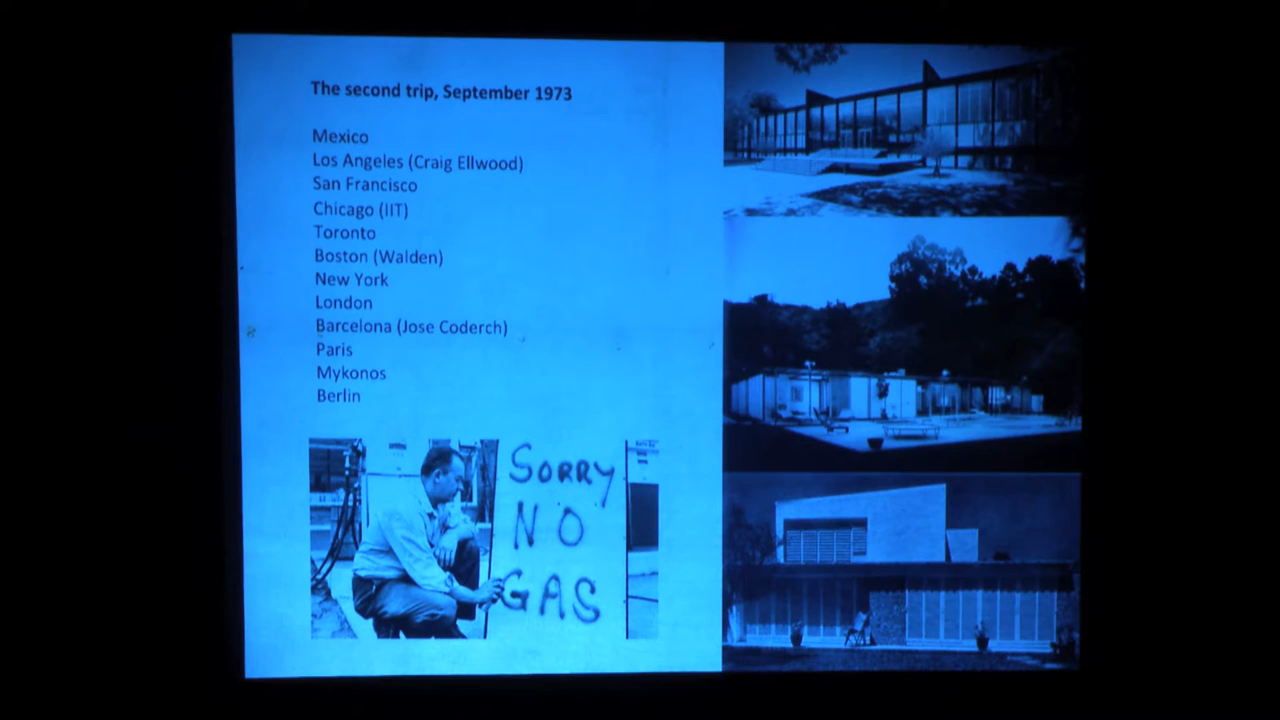 The second trip, September 1973
Mexico
Los Angeles (Craig Ellwood)
San Francisco
Chicago (IIT)
Toronto
Boston (Walden)
New York
London
Barcelona (Jose Coderch)
Paris
Mykonos
Berlin
SORRY
NO
GAS